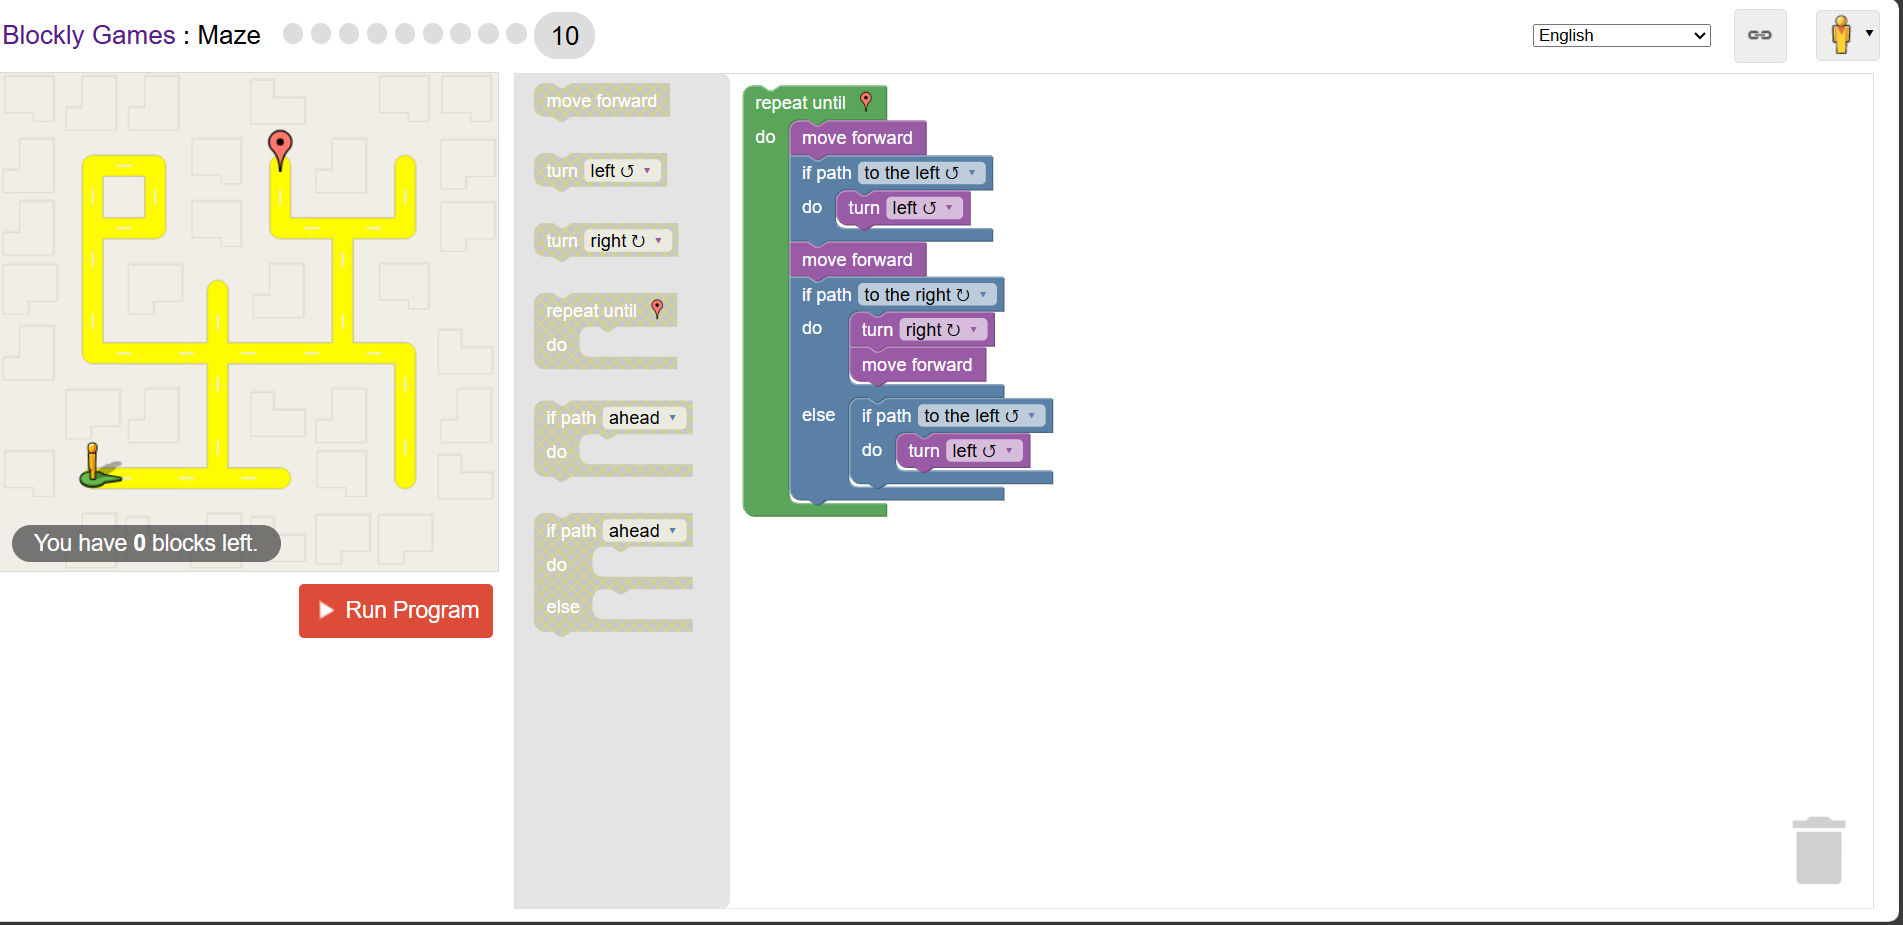 Blockly Games : Maze 10
English
You have 0 blocks left.
Run Program
move forward
turn left ↺ ▼
turn right ↻ ▼
repeat until
do
if path ahead ▼
do
if path ahead ▼
do
else
repeat until
do
move forward
if path to the left ↺ ▼
do turn left ↺ ▼
move forward
if path to the right ↻ ▼
do turn right ↻ ▼
move forward
else if path to the left ↺ ▼
do turn left ↺ ▼